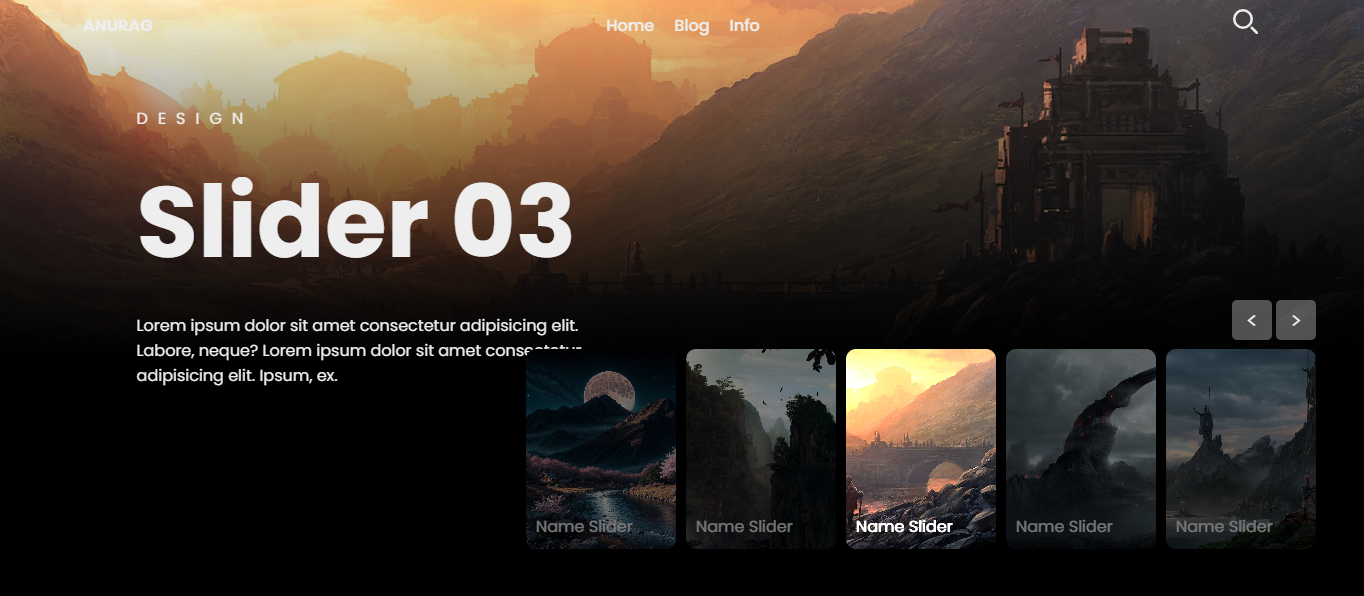 ANURAG
Home Blog Info
DESIGN
Slider 03
Lorem ipsum dolor sit amet consectetur adipisicing elit.
Labore, neque? Lorem ipsum dolor sit amet consectetur
adipisicing elit. Ipsum, ex.
< >
Name Slider
Name Slider
Name Slider
Name Slider
Name Slider